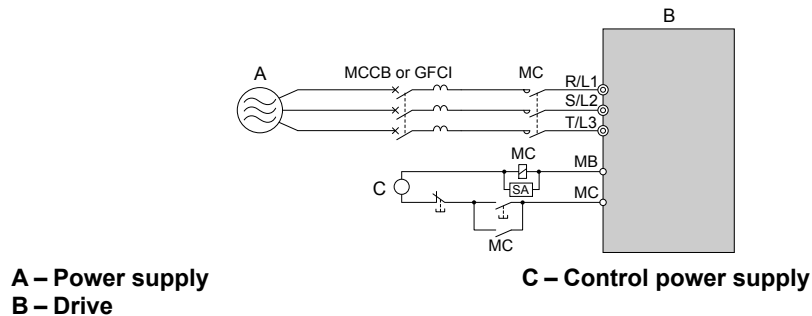 B
A
MCCB or GFCI
MC
R/L1
S/L2
T/L3
MC
MB
C
SA
MC
MC
A – Power supply
B – Drive
C – Control power supply